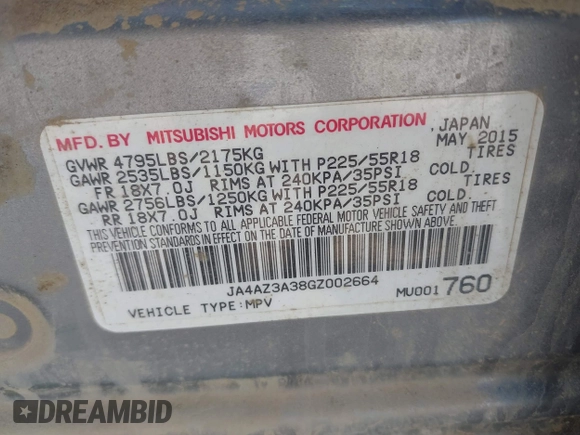 MFD. BY MITSUBISHI MOTORS CORPORATION , JAPAN
GVWR 4795LBS/2175KG MAY 2015
GAWR 2535LBS/1150KG WITH P225/55R18 TIRES
FR 18X7.0J RIMS AT 240KPA/35PSI COLD.
GAWR 2756LBS/1250KG WITH P225/55R18 TIRES
RR 18X7.0J RIMS AT 240KPA/35PSI COLD.
THIS VEHICLE CONFORMS TO ALL APPLICABLE FEDERAL MOTOR VEHICLE SAFETY AND THEFT
PREVENTION STANDARDS IN EFFECT ON THE DATE OF MANUFACTURE SHOWN ABOVE.
JA4AZ3A38GZ002664
VEHICLE TYPE:MPV MU001 760
DREAMBID